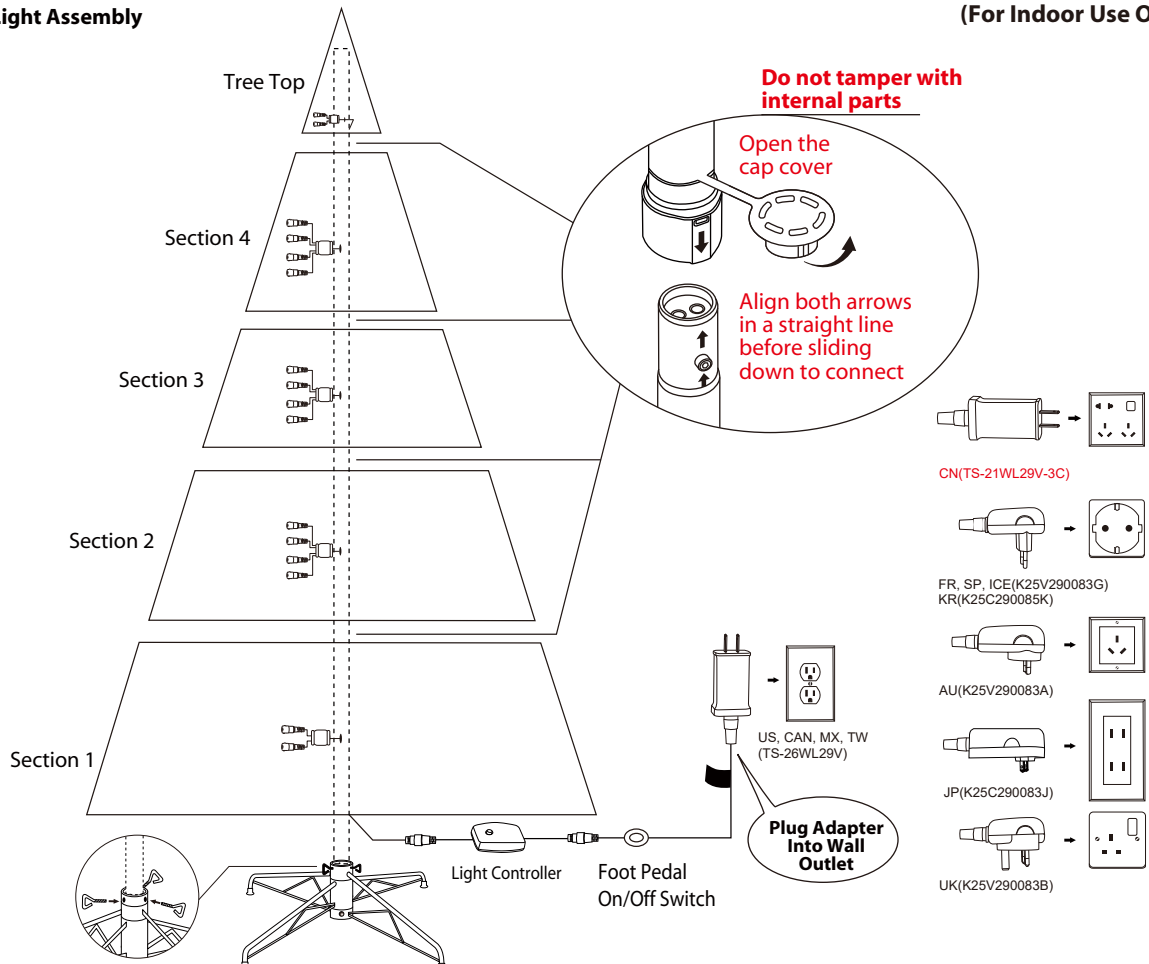 Light Assembly
(For Indoor Use O
Tree Top
Do not tamper with
internal parts
Open the
cap cover
Section 4
Align both arrows
in a straight line
before sliding
down to connect
Section 3
CN(TS-21WL29V-3C)
Section 2
FR, SP, ICE(K25V290083G)
KR(K25C290085K)
AU(K25V290083A)
US, CAN, MX, TW
(TS-26WL29V)
Section 1
JP(K25C290083J)
Plug Adapter
Into Wall
Outlet
Light Controller
Foot Pedal
On/Off Switch
UK(K25V290083B)